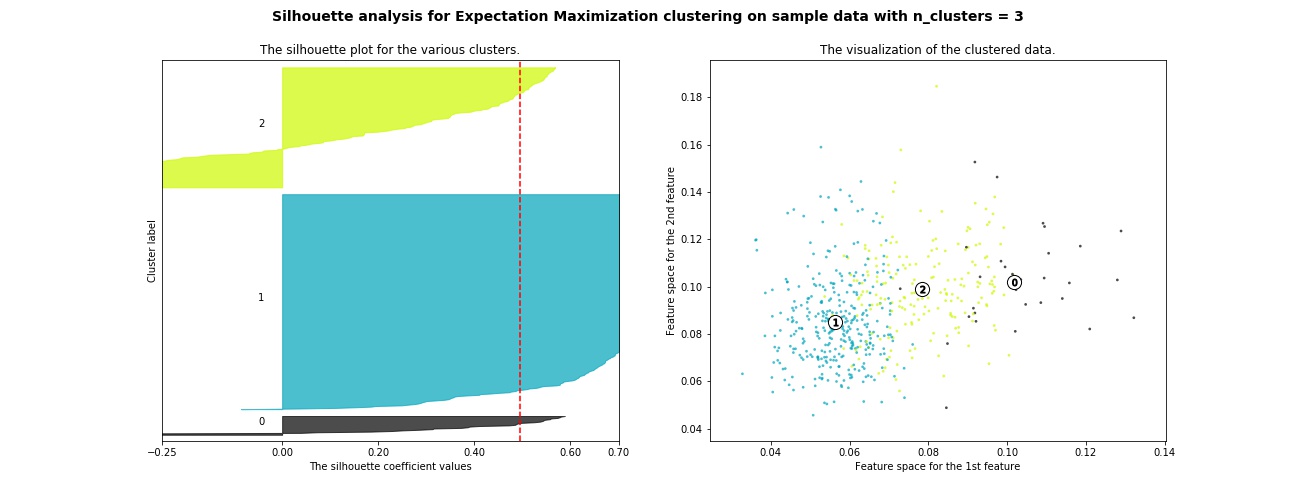 Silhouette analysis for Expectation Maximization clustering on sample data with n_clusters = 3
The silhouette plot for the various clusters.
Cluster label
2
1
0
−0.25 0.00 0.20 0.40 0.60 0.70
The silhouette coefficient values
The visualization of the clustered data.
Feature space for the 2nd feature
0.18
0.16
0.14
0.12
0.10
0.08
0.06
0.04
0
2
1
0.04 0.06 0.08 0.10 0.12 0.14
Feature space for the 1st feature